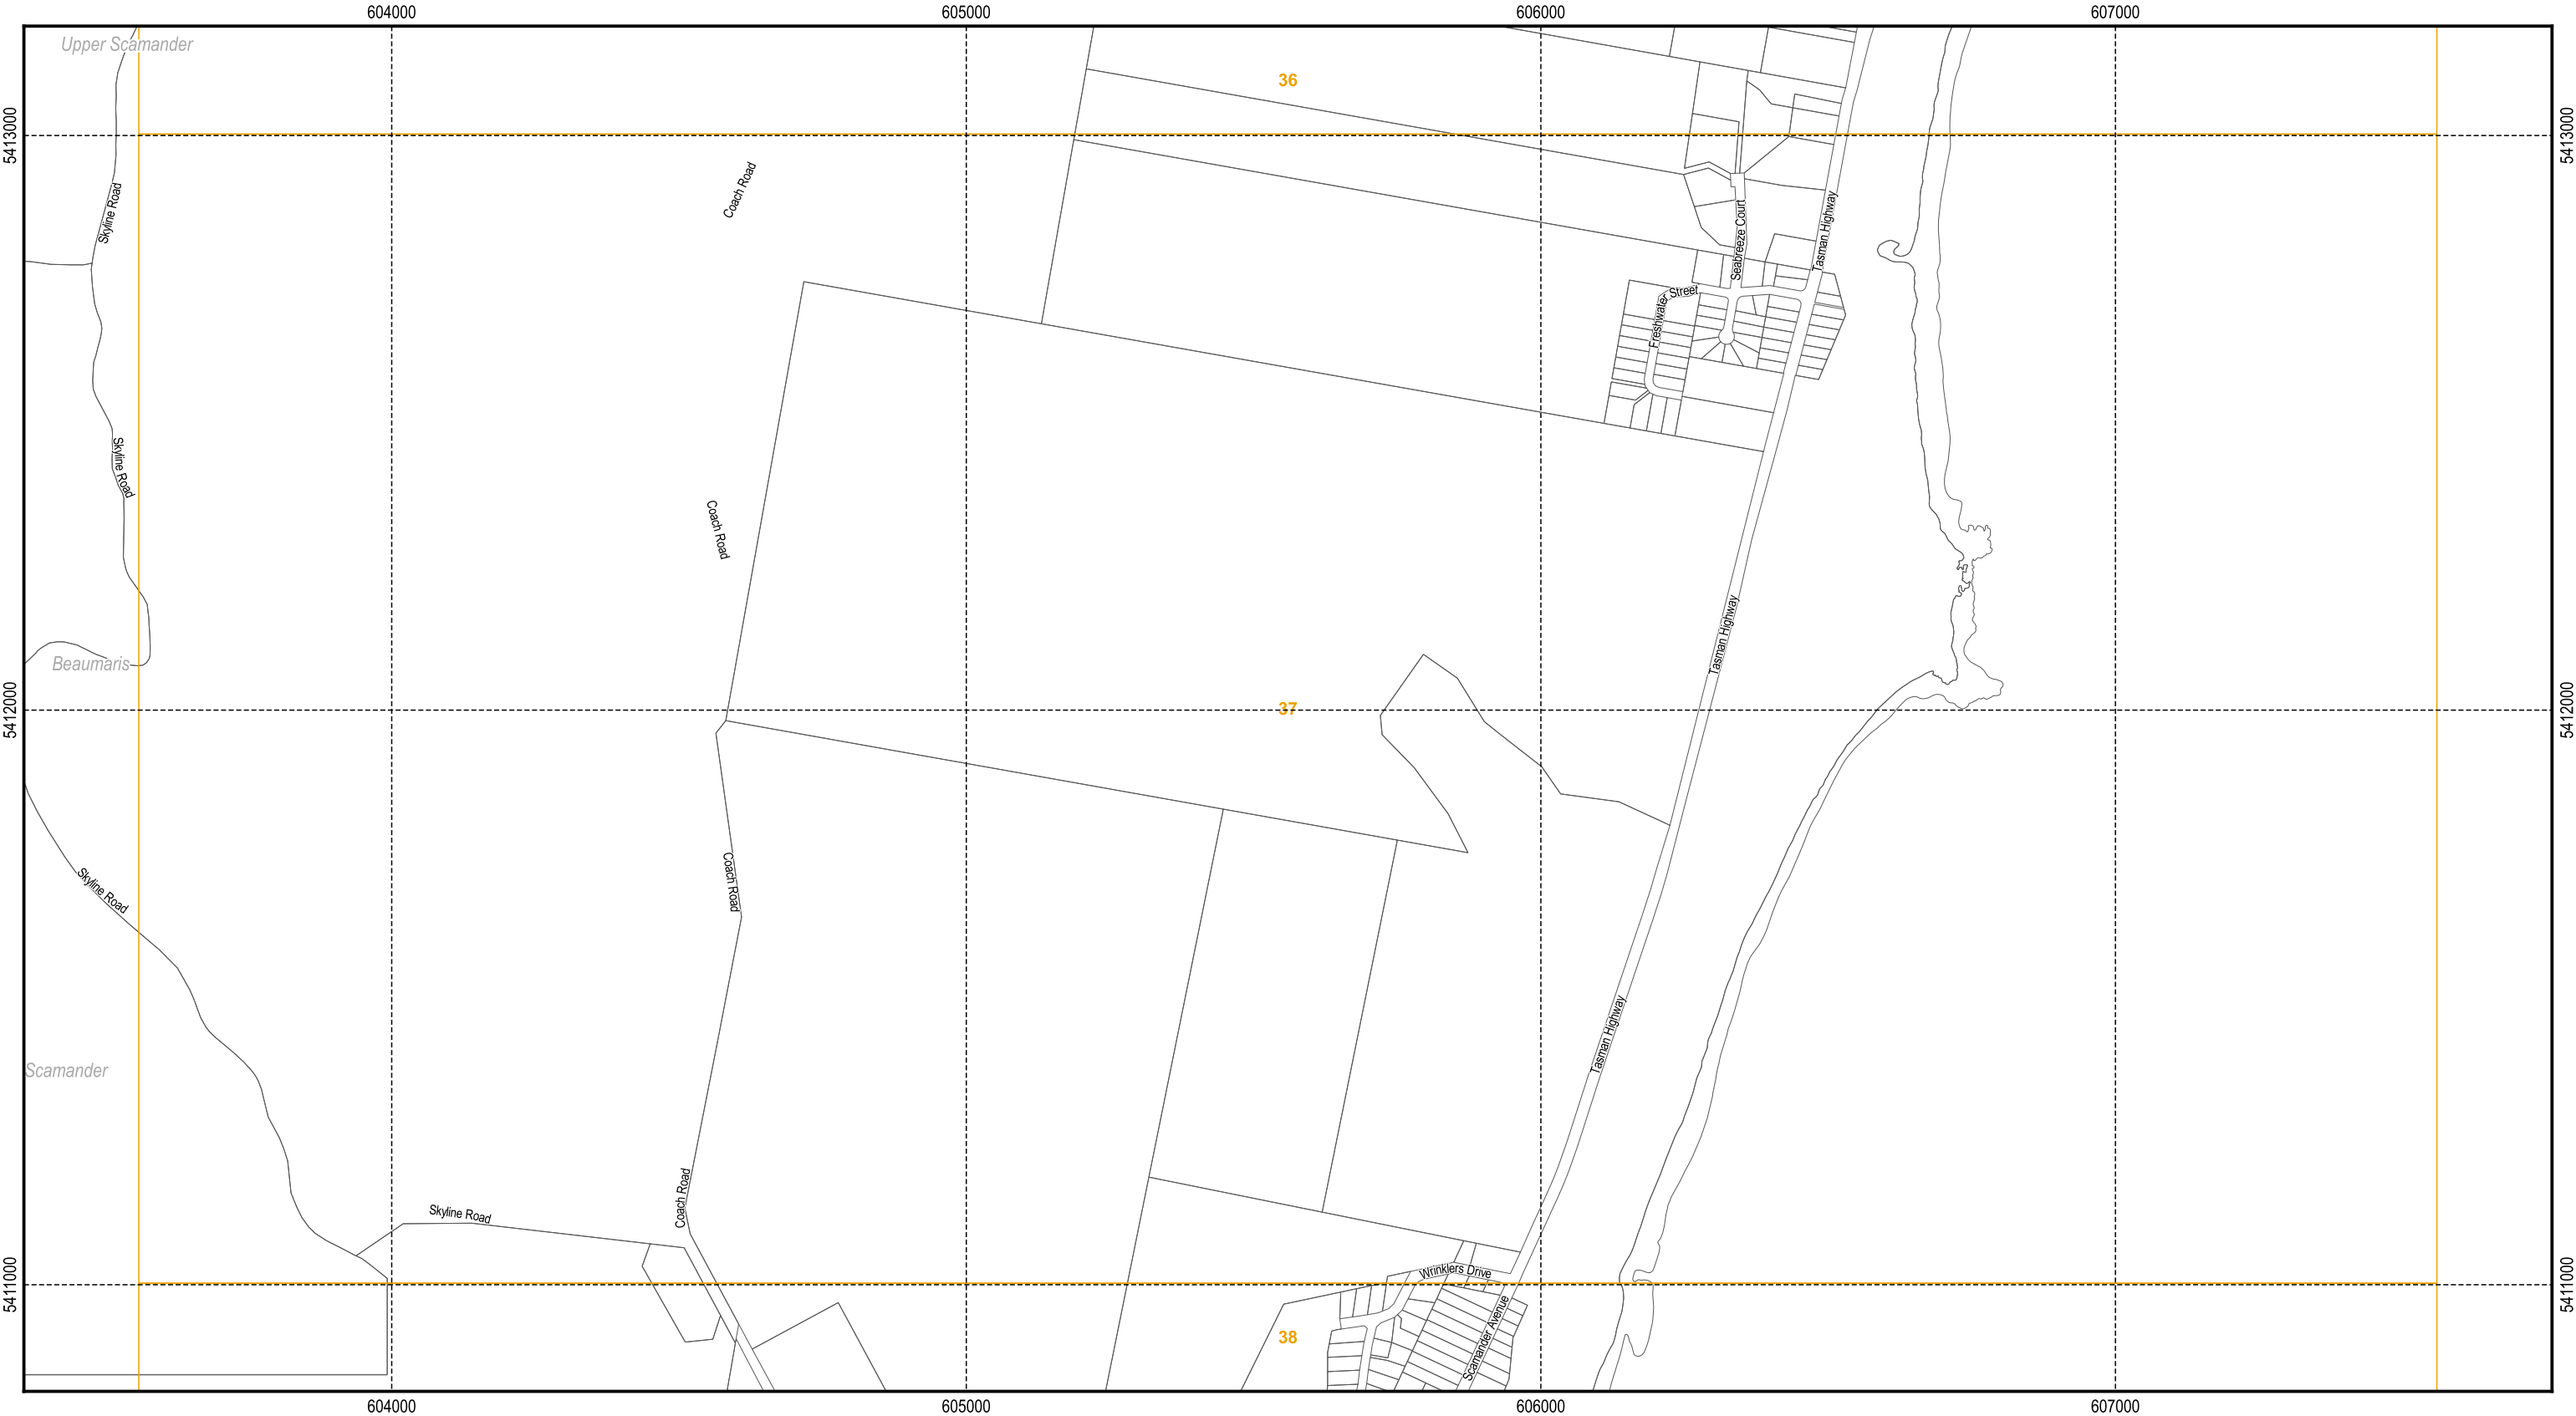 604000
605000
606000
607000
Upper Scamander
36
5413000
5413000
Skyline Road
Coach Road
Seabreeze Court
Tasman Highway
Freshwater Street
Skyline Road
Coach Road
Tasman Highway
Beaumaris
5412000
37
5412000
Skyline Road
Coach Road
Tasman Highway
Scamander
Skyline Road
Coach Road
Wrinklers Drive
5411000
5411000
38
Scamander Avenue
604000
605000
606000
607000